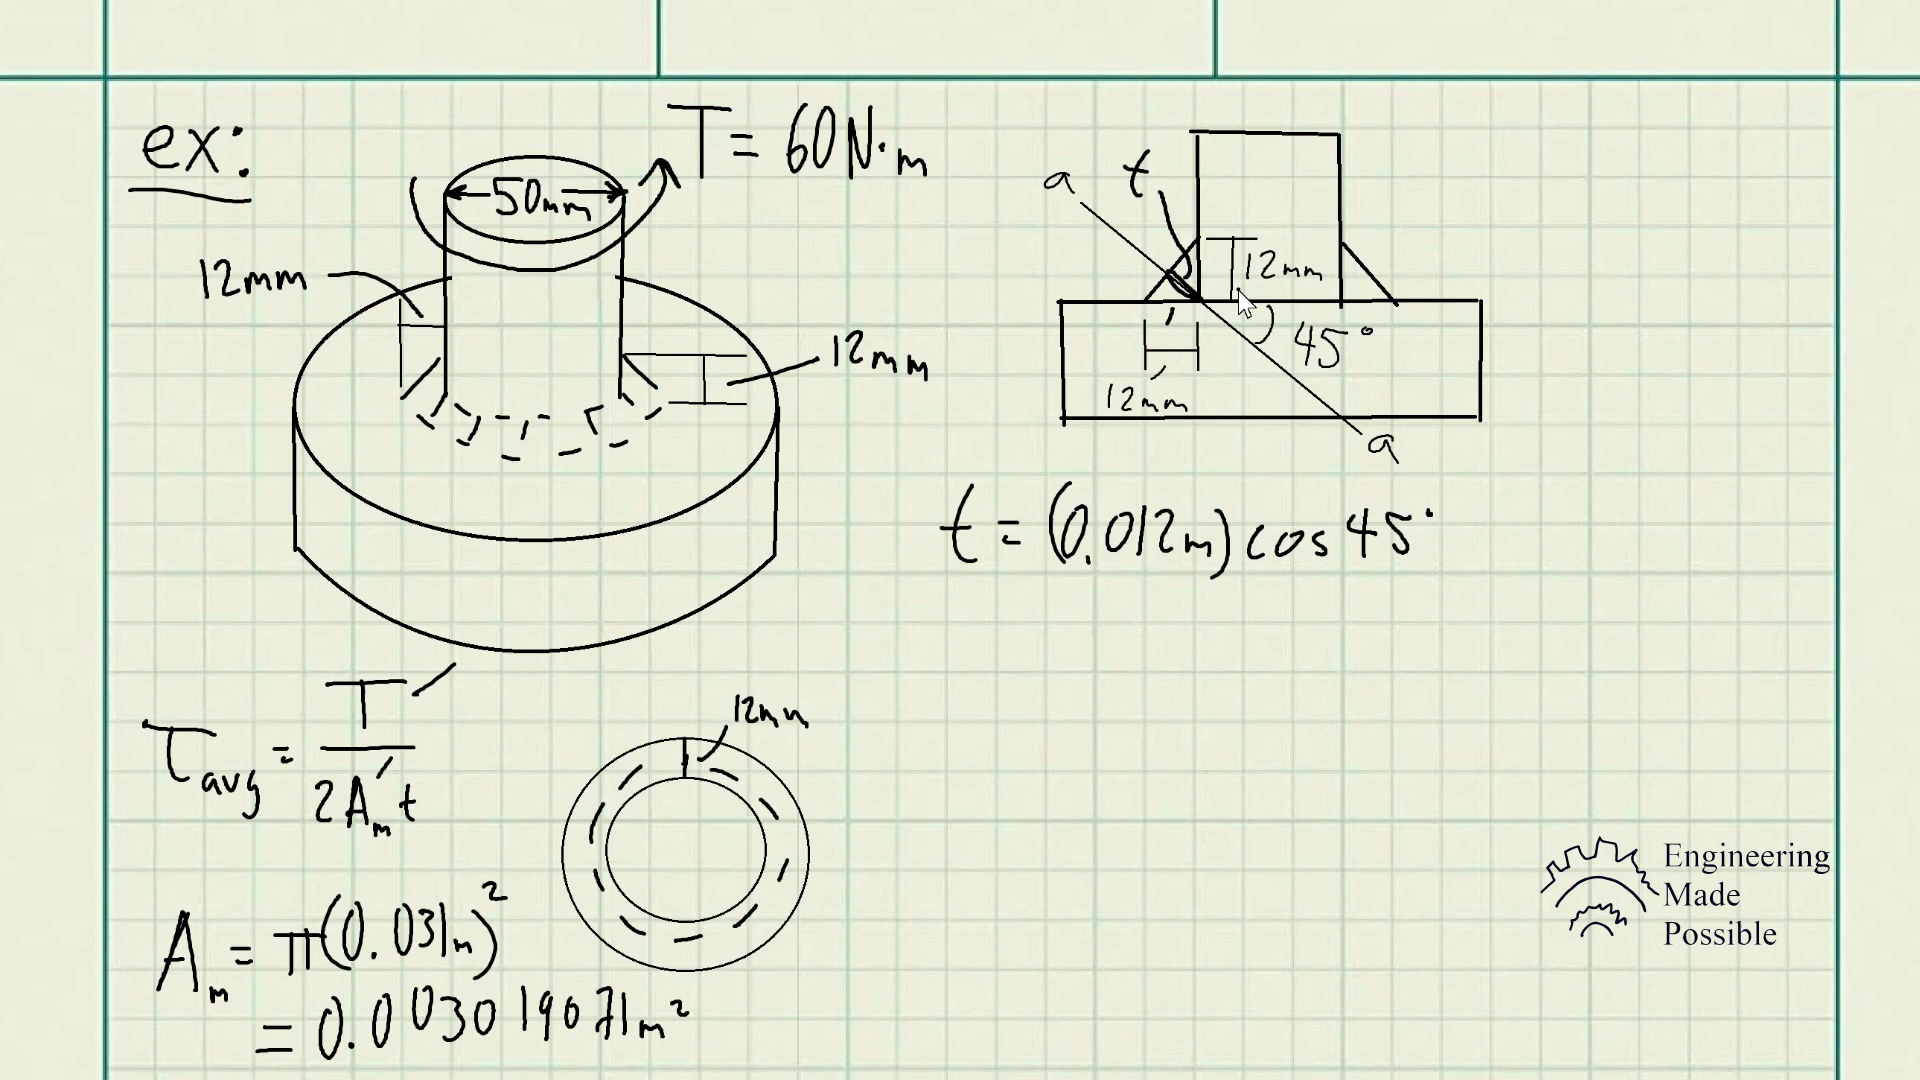 ex:
T = 60N·m
50mm
12mm
12mm
a
t
12mm
45°
12mm
a
t = (0.012m) cos 45°
τavg = T / 2Amt
12mm
Am = π(0.031m)²
= 0.003019071m²
Engineering
Made
Possible